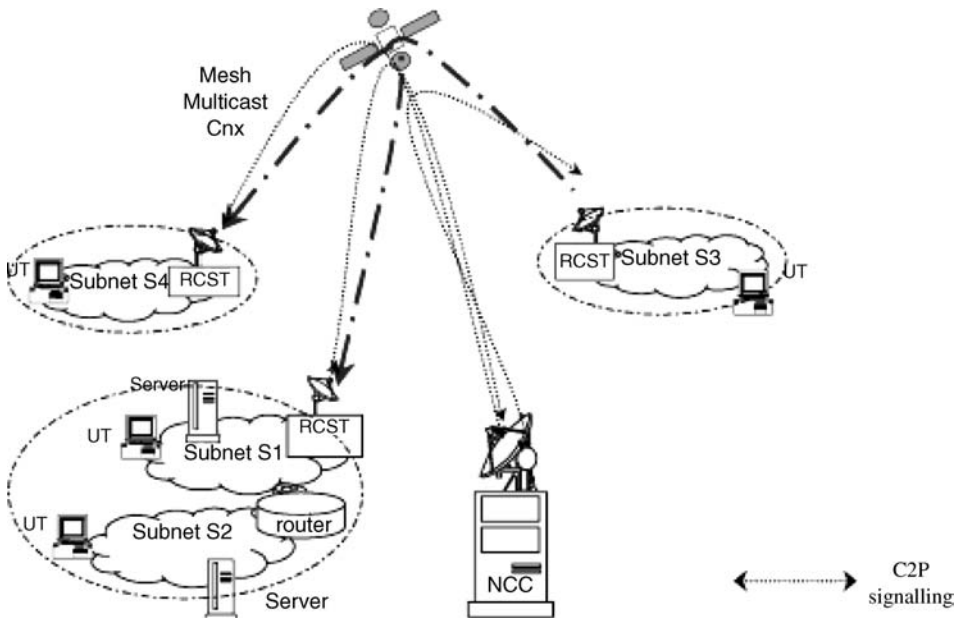 Mesh
Multicast
Cnx
UT
Subnet S4
RCST
RCST
Subnet S3
UT
Server
RCST
UT
Subnet S1
router
UT
Subnet S2
Server
NCC
C2P
signalling